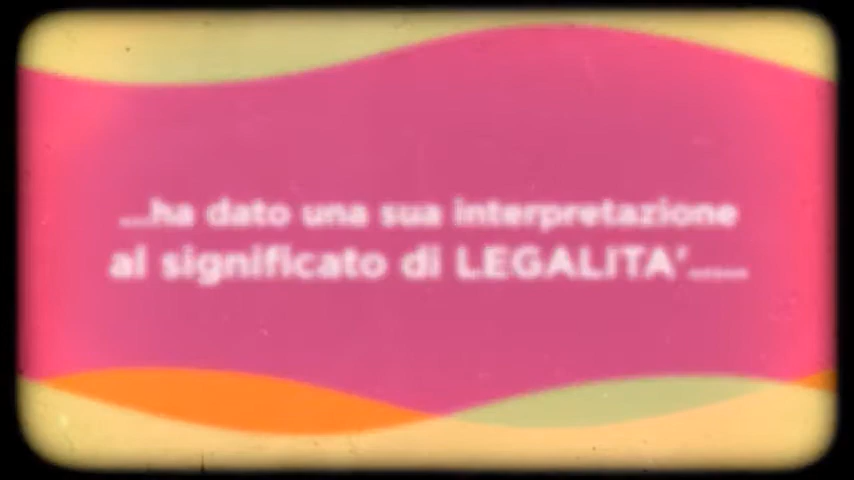 ...ha dato una sua interpretazione
al significato di LEGALITA'.....